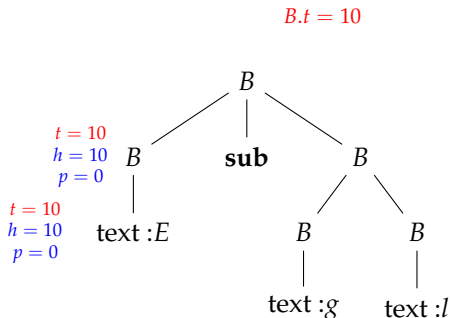 B.t = 10
B
t = 10
h = 10
p = 0
B
sub
B
t = 10
h = 10
p = 0
text :E
B
B
text :g
text :l